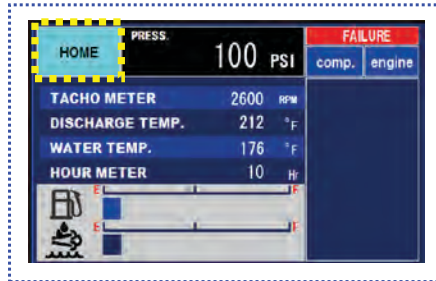 HOME
PRESS.
100 PSI
FAILURE
comp. engine
TACHO METER 2600 RPM
DISCHARGE TEMP. 212 °F
WATER TEMP. 176 °F
HOUR METER 10 Hr
E F
E F